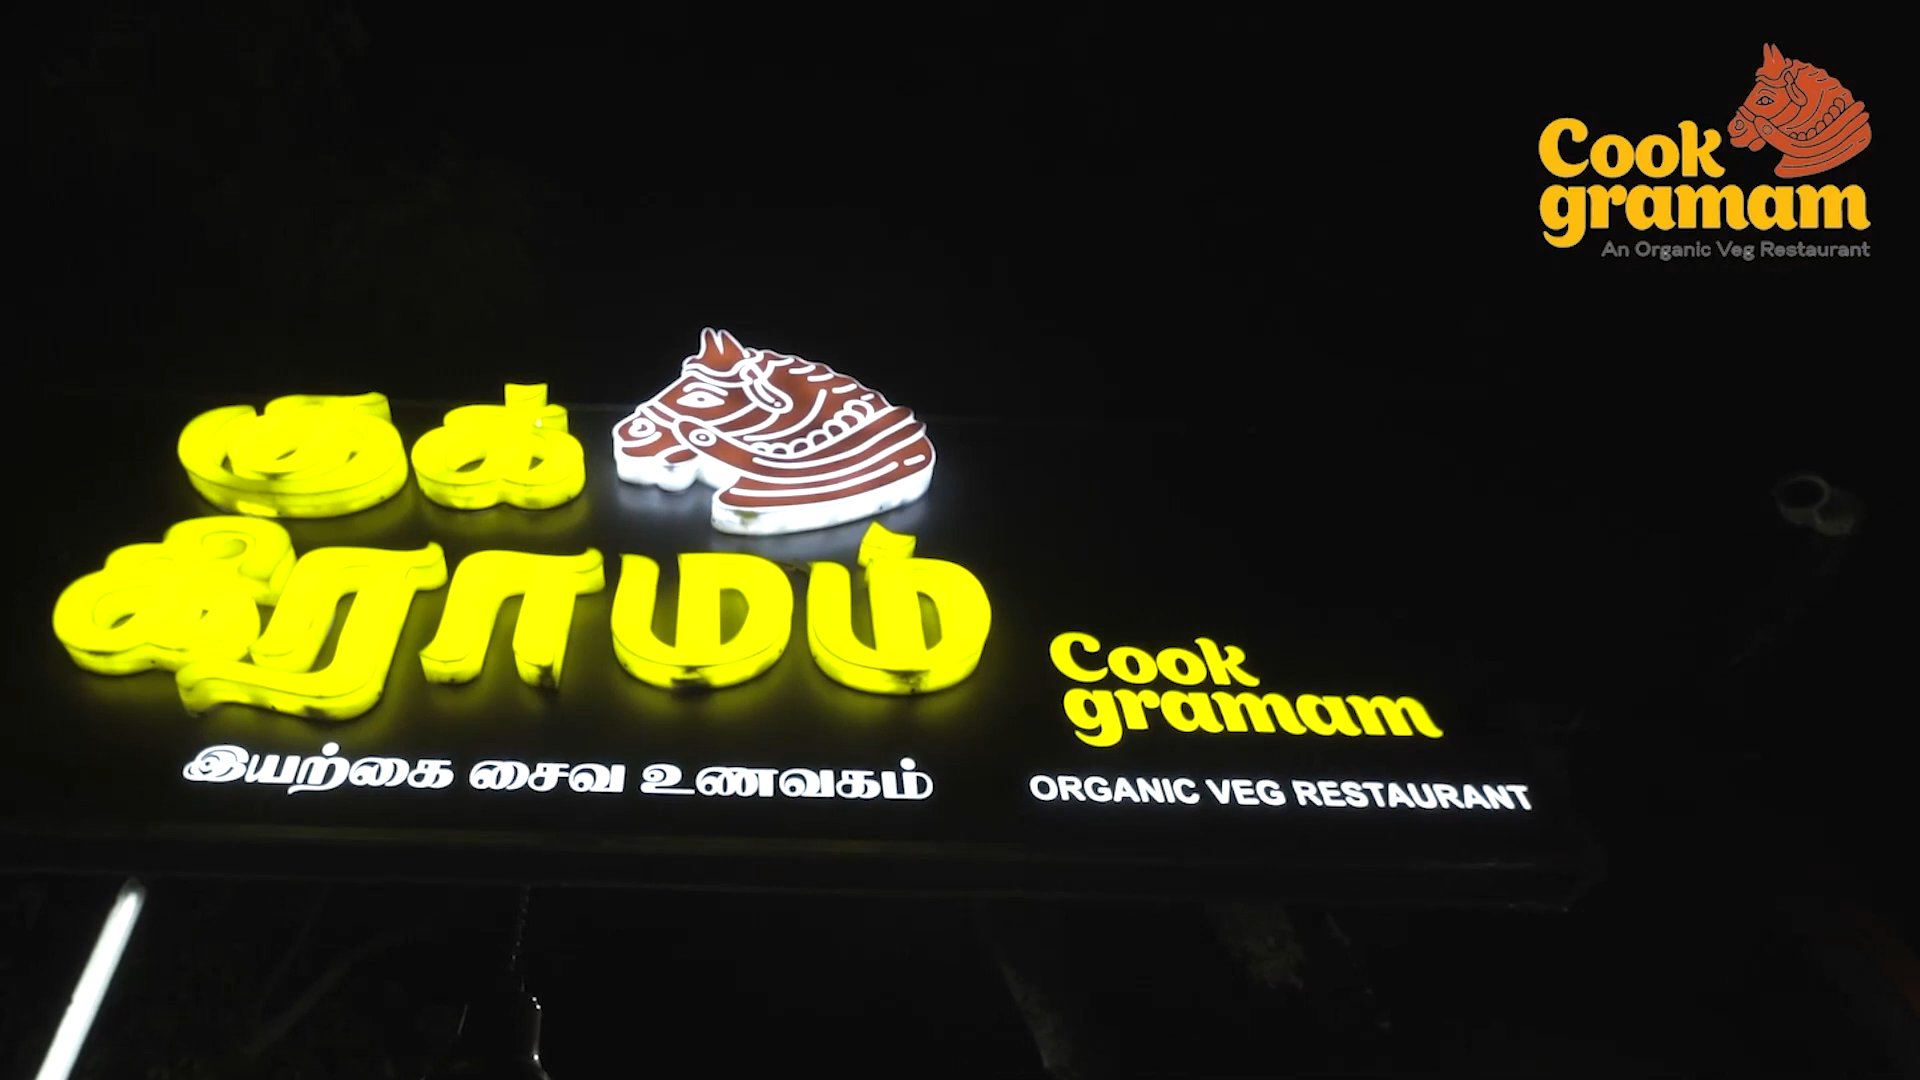 Cook
gramam
An Organic Veg Restaurant
குக்
கிராமம்
இயற்கை சைவ உணவகம்
Cook
gramam
ORGANIC VEG RESTAURANT